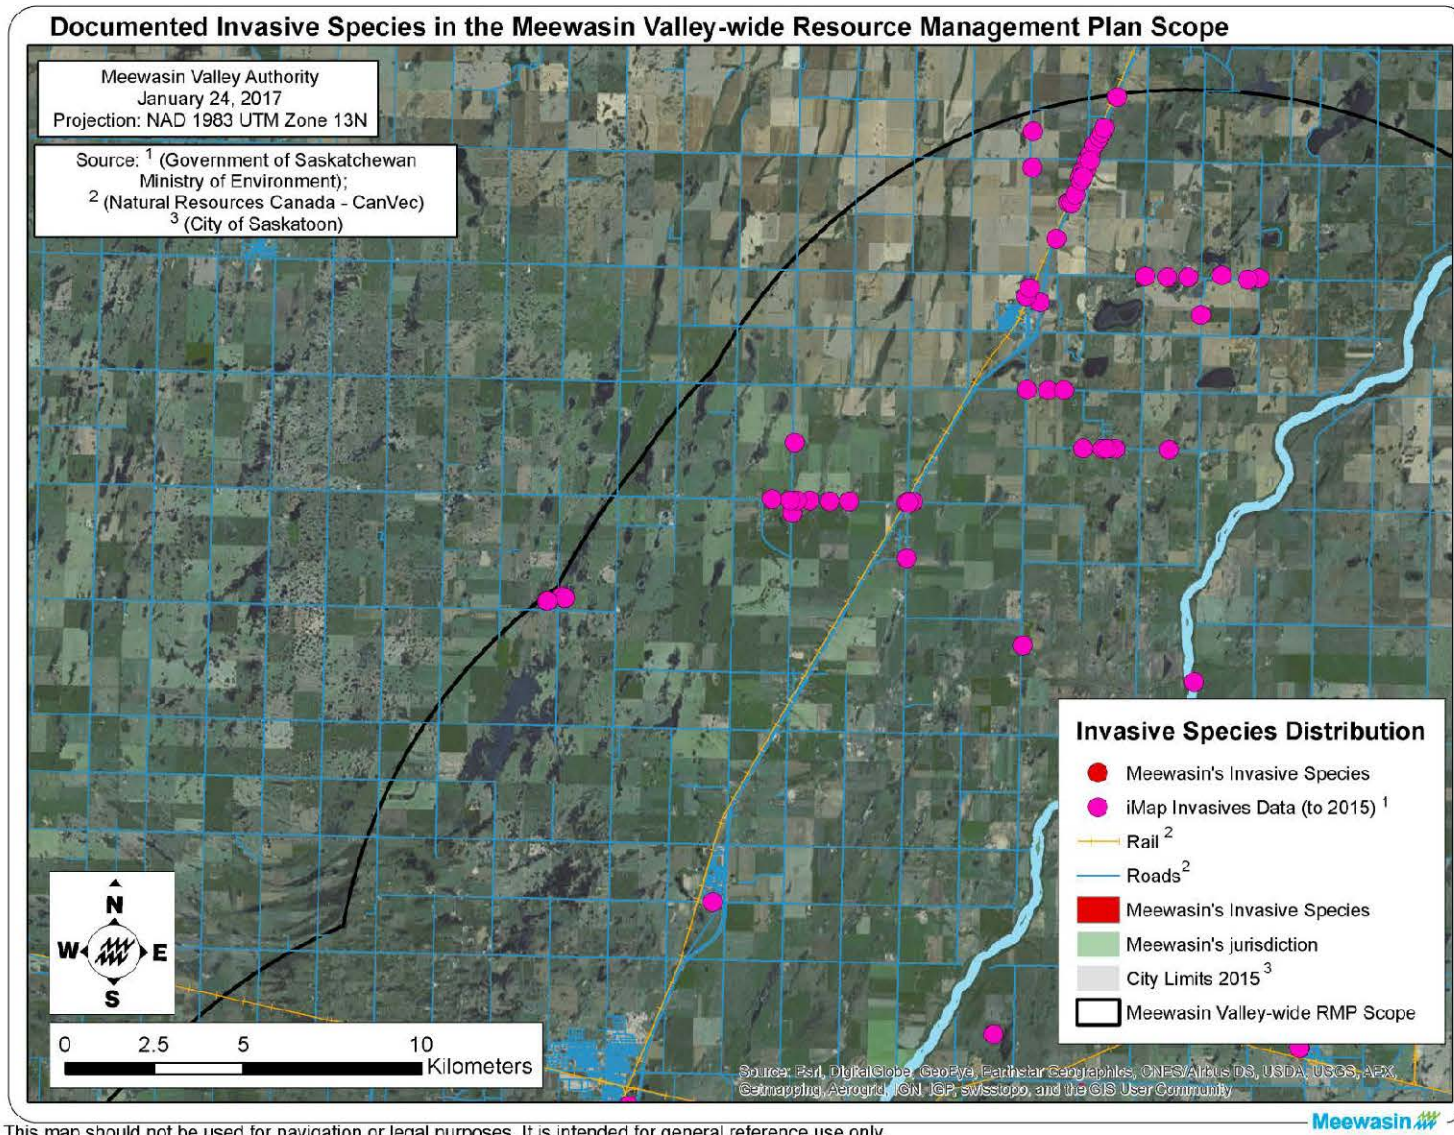 Documented Invasive Species in the Meewasin Valley-wide Resource Management Plan Scope
Meewasin Valley Authority
January 24, 2017
Projection: NAD 1983 UTM Zone 13N
Source: 1 (Government of Saskatchewan
Ministry of Environment);
2 (Natural Resources Canada - CanVec)
3 (City of Saskatoon)
Invasive Species Distribution
Meewasin's Invasive Species
iMap Invasives Data (to 2015) 1
Rail 2
Roads 2
Meewasin's Invasive Species
Meewasin's jurisdiction
City Limits 2015 3
Meewasin Valley-wide RMP Scope
N
W E
S
0 2.5 5 10
Kilometers
Source: Esri, DigitalGlobe, GeoEye, Earthstar Geographics, CNES/Airbus DS, USDA, USGS, AEX,
Getmapping, Aerogrid, IGN, IGP, swisstopo, and the GIS User Community
Meewasin
This map should not be used for navigation or legal purposes. It is intended for general reference use only